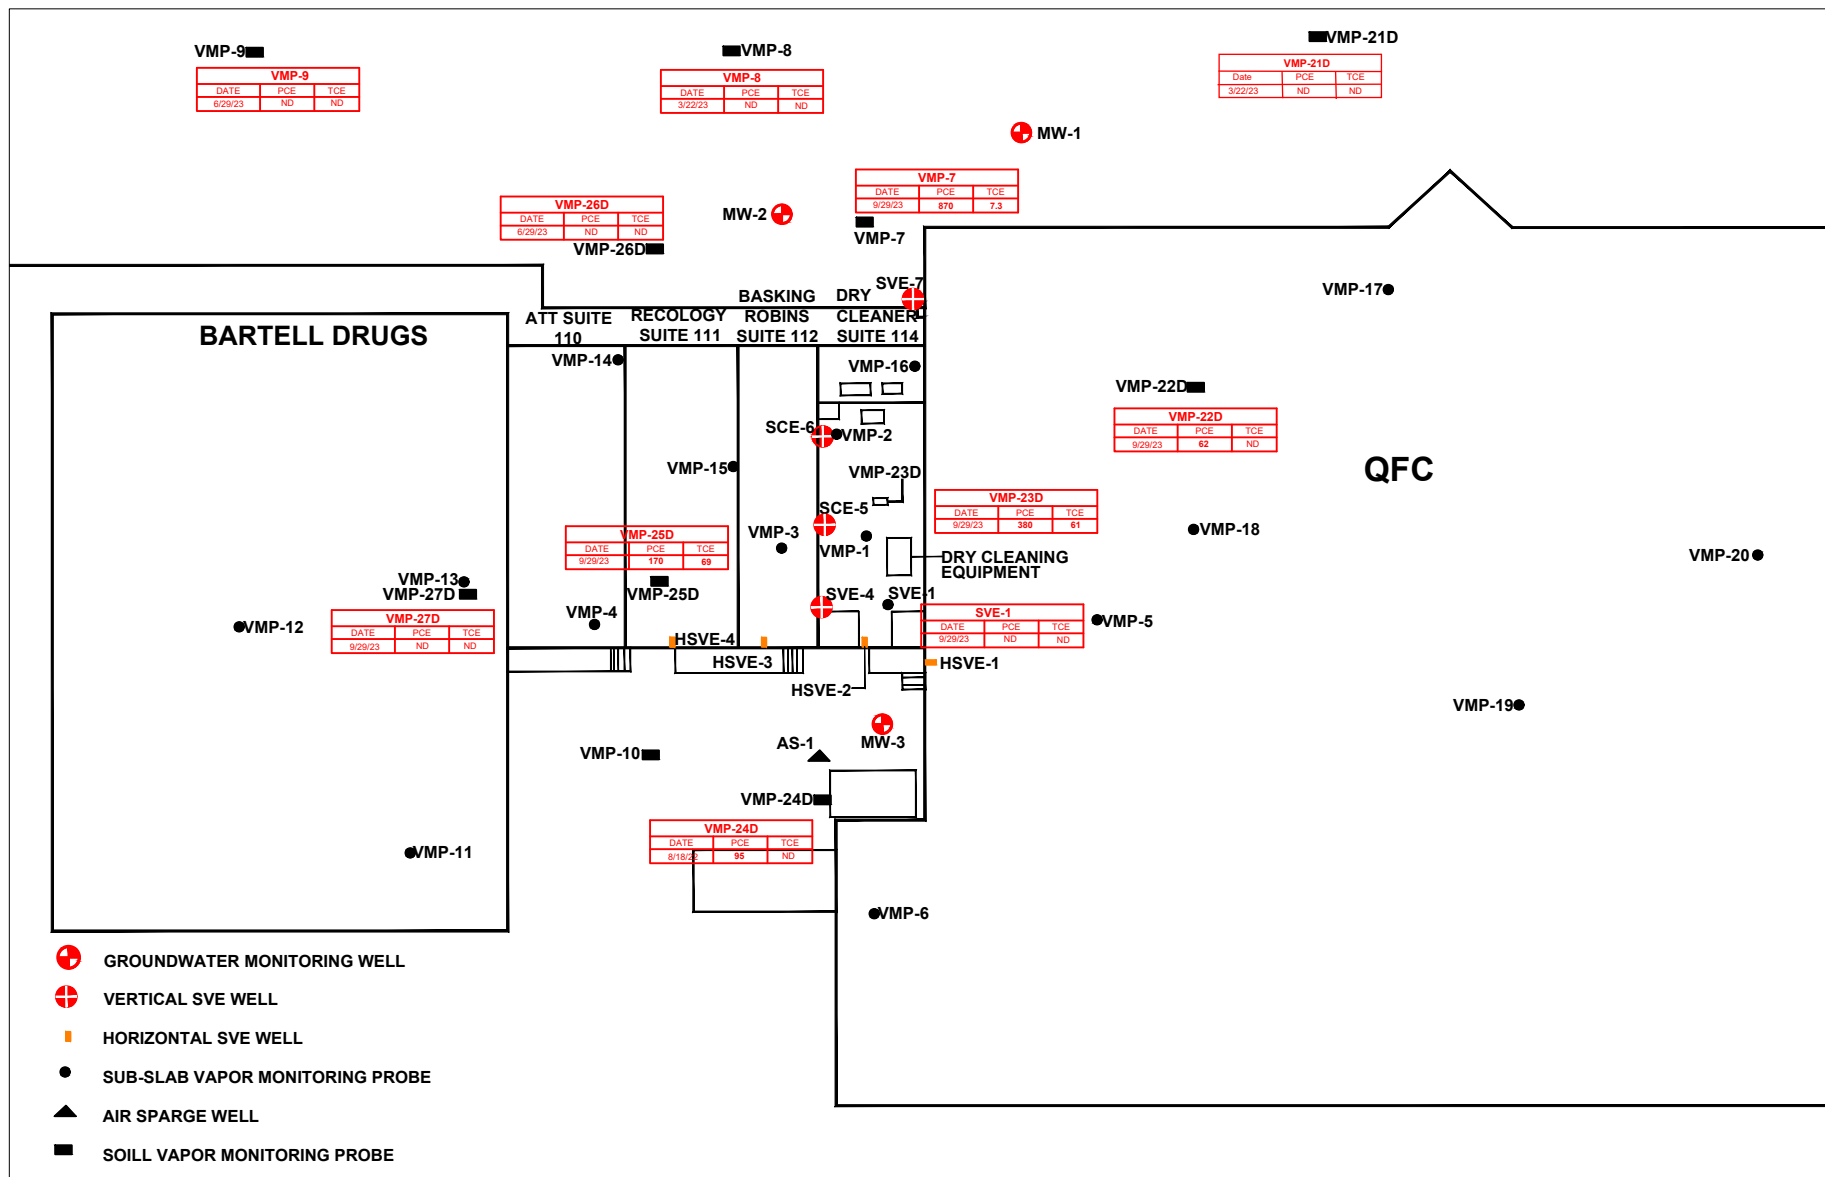 VMP-9
VMP-9
DATE PCE TCE
6/29/23 ND ND
VMP-8
VMP-8
DATE PCE TCE
3/22/23 ND ND
VMP-21D
VMP-21D
Date PCE TCE
3/22/23 ND ND
MW-1
VMP-7
DATE PCE TCE
9/29/23 870 7.3
VMP-7
MW-2
VMP-26D
DATE PCE TCE
6/29/23 ND ND
VMP-26D
SVE-7
BARTELL DRUGS
ATT SUITE
110
RECOLOGY
SUITE 111
BASKING
ROBINS
SUITE 112
DRY
CLEANER
SUITE 114
VMP-17
VMP-14
VMP-16
VMP-22D
VMP-22D
DATE PCE TCE
9/29/23 62 ND
QFC
SCE-6
VMP-2
VMP-15
VMP-23D
VMP-23D
DATE PCE TCE
9/29/23 380 61
SCE-5
VMP-3
VMP-1
VMP-18
VMP-20
DRY CLEANING
EQUIPMENT
VMP-25D
DATE PCE TCE
9/29/23 170 69
VMP-25D
VMP-13
VMP-27D
VMP-27D
DATE PCE TCE
9/29/23 ND ND
VMP-12
VMP-4
SVE-4
SVE-1
SVE-1
DATE PCE TCE
9/29/23 ND ND
VMP-5
HSVE-4
HSVE-3
HSVE-2
HSVE-1
VMP-19
MW-3
AS-1
VMP-10
VMP-24D
VMP-24D
DATE PCE TCE
8/18/22 95 ND
VMP-11
VMP-6
GROUNDWATER MONITORING WELL
VERTICAL SVE WELL
HORIZONTAL SVE WELL
SUB-SLAB VAPOR MONITORING PROBE
AIR SPARGE WELL
SOILL VAPOR MONITORING PROBE